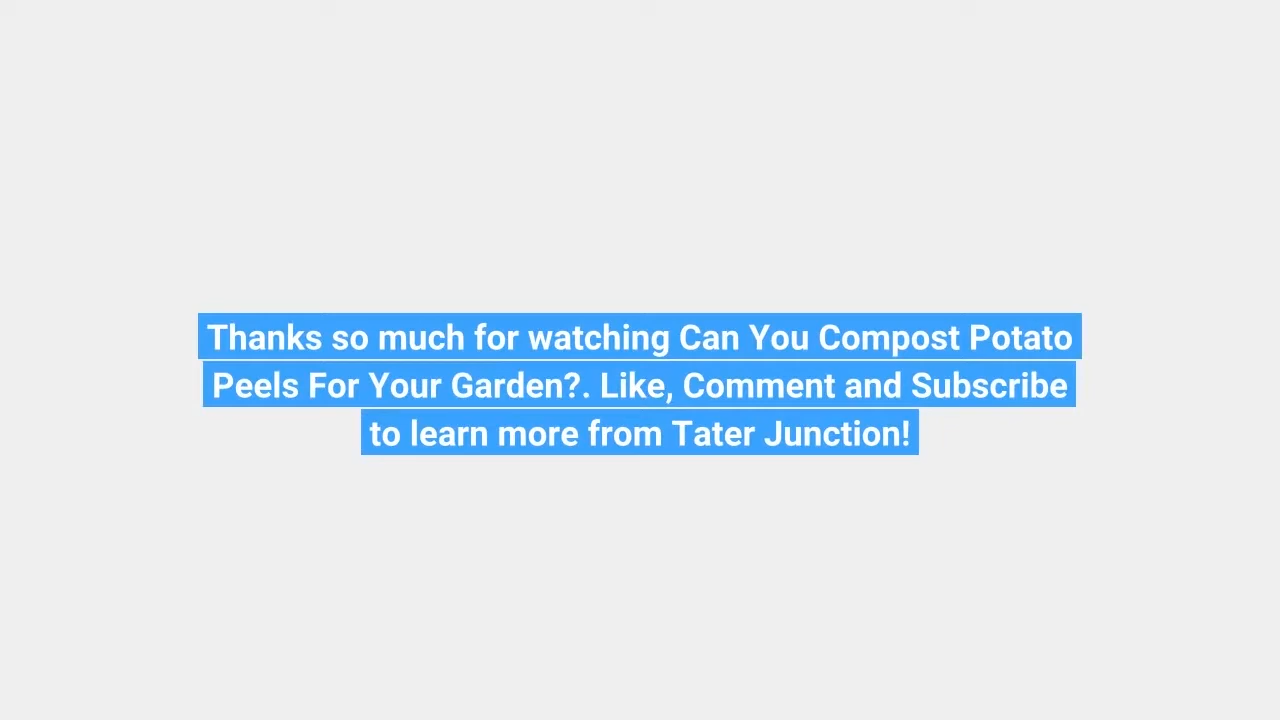 Thanks so much for watching Can You Compost Potato
Peels For Your Garden?. Like, Comment and Subscribe
to learn more from Tater Junction!